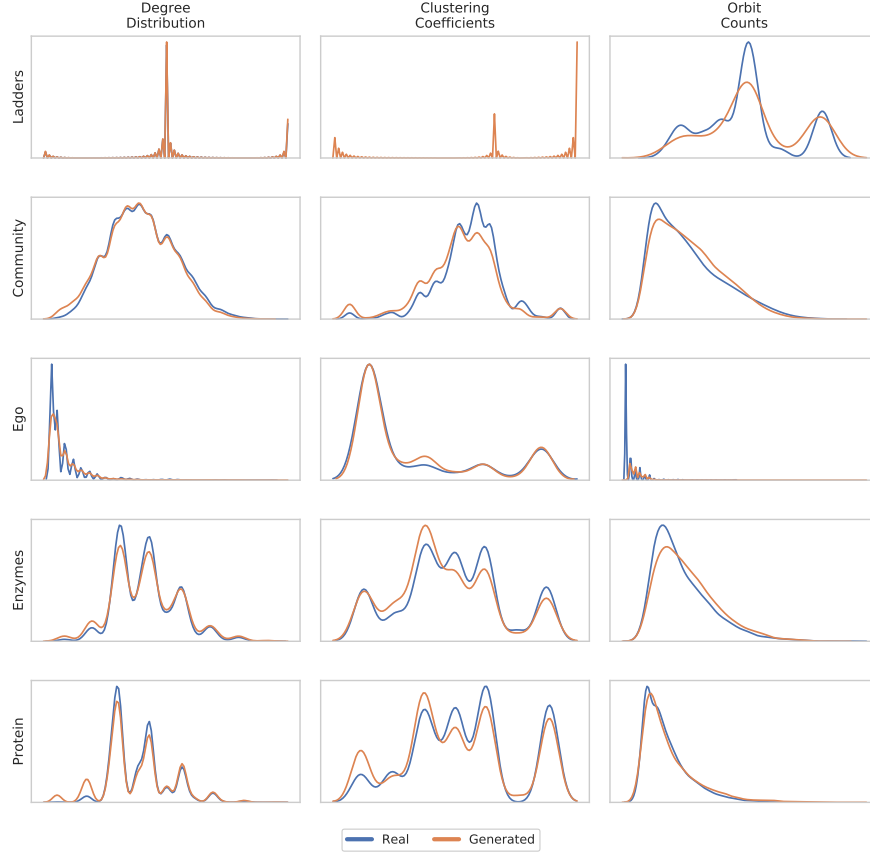 Degree
Distribution
Clustering
Coefficients
Orbit
Counts
Ladders
Community
Ego
Enzymes
Protein
Real
Generated